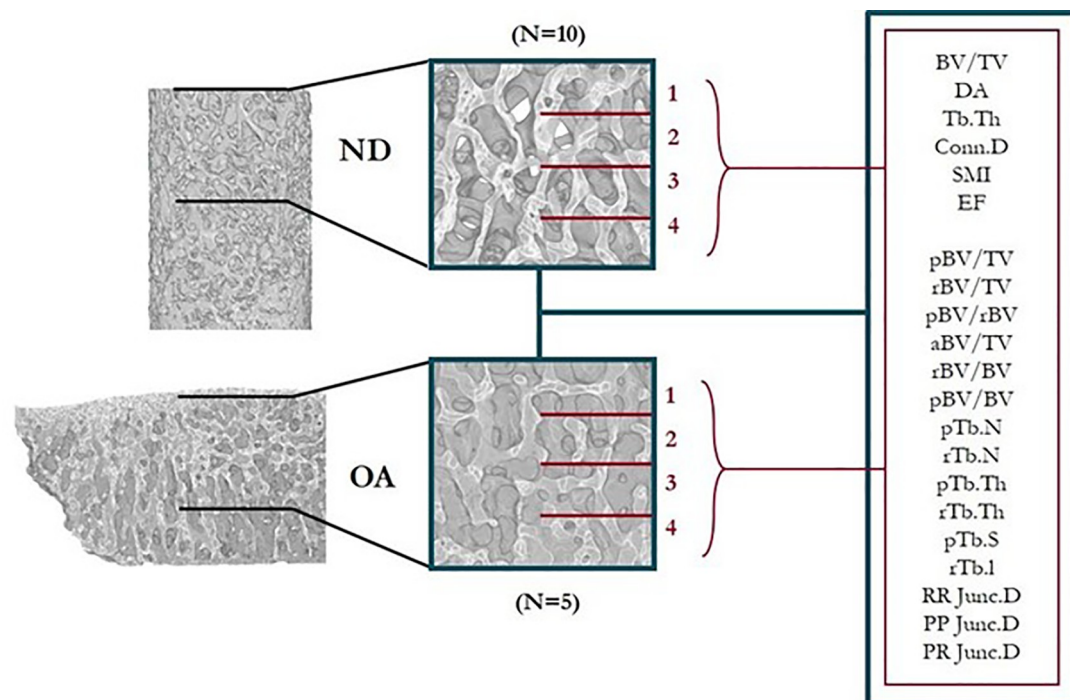 (N=10)
ND
1
2
3
4
OA
1
2
3
4
(N=5)
BV/TV
DA
Tb.Th
Conn.D
SMI
EF
pBV/TV
rBV/TV
pBV/rBV
aBV/TV
rBV/BV
pBV/BV
pTb.N
rTb.N
pTb.Th
rTb.Th
pTb.S
rTb.l
RR Junc.D
PP Junc.D
PR Junc.D